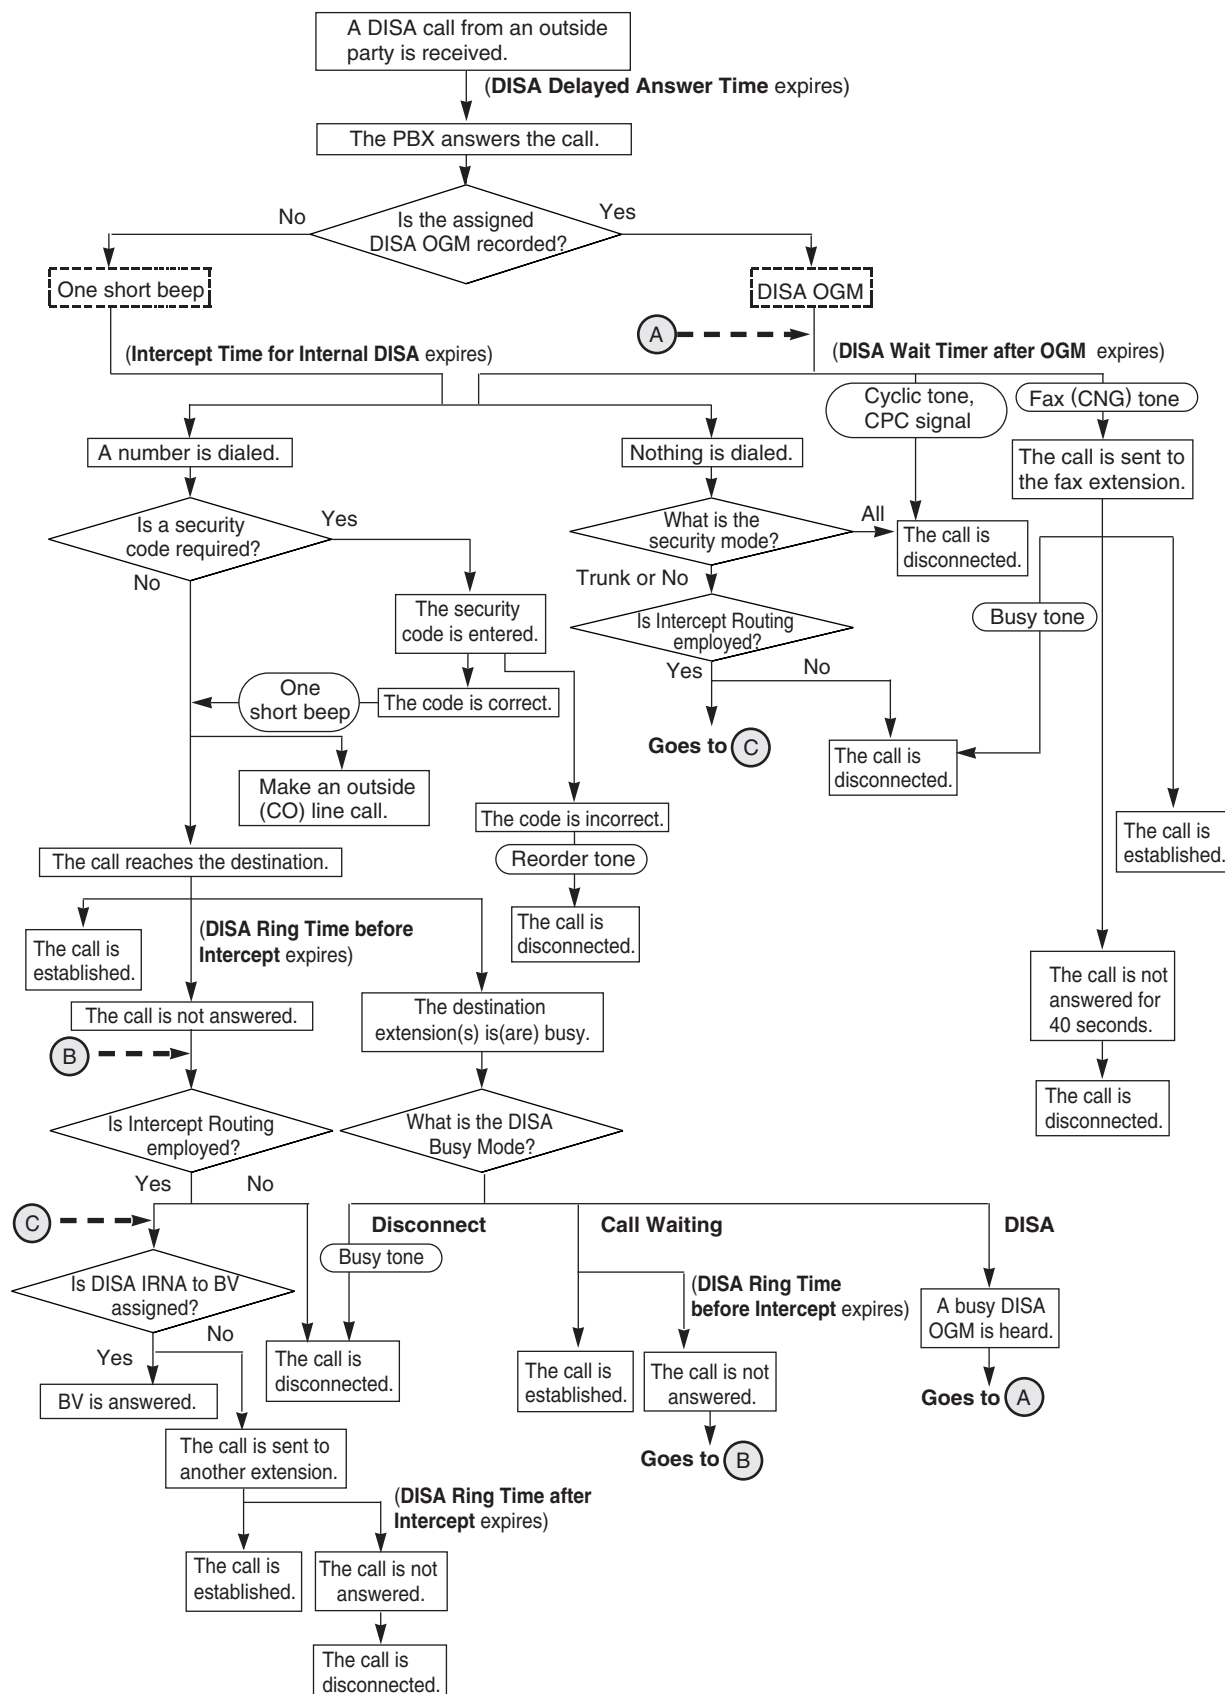 A DISA call from an outside
party is received.
(DISA Delayed Answer Time expires)
The PBX answers the call.
No
Yes
Is the assigned
DISA OGM recorded?
One short beep
DISA OGM
A
(Intercept Time for Internal DISA expires)
(DISA Wait Timer after OGM expires)
Cyclic tone,
CPC signal
Fax (CNG) tone
A number is dialed.
Nothing is dialed.
The call is sent to
the fax extension.
Is a security
code required?
Yes
No
What is the
security mode?
All
The call is
disconnected.
Trunk or No
The security
code is entered.
Is Intercept Routing
employed?
Busy tone
Yes
No
One
short beep
The code is correct.
Goes to C
The call is
disconnected.
Make an outside
(CO) line call.
The code is incorrect.
The call is
established.
The call reaches the destination.
Reorder tone
The call is
disconnected.
(DISA Ring Time before
Intercept expires)
The call is
established.
The call is not
answered for
40 seconds.
The call is not answered.
The destination
extension(s) is(are) busy.
B
The call is
disconnected.
Is Intercept Routing
employed?
What is the DISA
Busy Mode?
Yes
No
C
Disconnect
Call Waiting
DISA
Busy tone
Is DISA IRNA to BV
assigned?
(DISA Ring Time
before Intercept expires)
A busy DISA
OGM is heard.
No
Yes
The call is
disconnected.
The call is
established.
The call is not
answered.
BV is answered.
Goes to A
The call is sent to
another extension.
Goes to B
(DISA Ring Time after
Intercept expires)
The call is
established.
The call is not
answered.
The call is
disconnected.